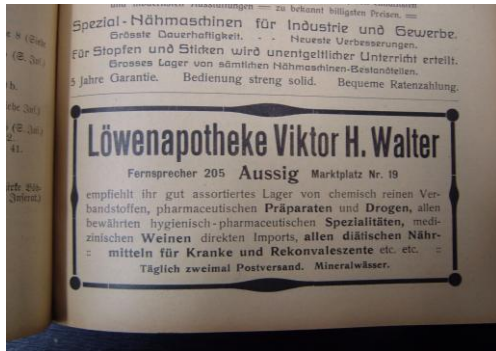 zu bekannt billigsten Preisen.
Spezial-Nähmaschinen für Industrie und Gewerbe.
Grösste Dauerhaftigkeit. . . Neueste Verbesserungen.
Für Stopfen und Sticken wird unentgeltlicher Unterricht erteilt.
Grosses Lager von sämtlichen Nähmaschinen-Bestandteilen.
5 Jahre Garantie. Bedienung streng solid. Bequeme Ratenzahlung.
Löwenapotheke Viktor H. Walter
Fernsprecher 205 Aussig Marktplatz Nr. 19
empfiehlt ihr gut assortiertes Lager von chemisch reinen Ver-
bandstoffen, pharmaceutischen Präparaten und Drogen, allen
bewährten hygienisch-pharmaceutischen Spezialitäten, medi-
zinischen Weinen direkten Imports, allen diätischen Nähr-
= mitteln für Kranke und Rekonvaleszente etc. etc. =
Täglich zweimal Postversand. Mineralwässer.